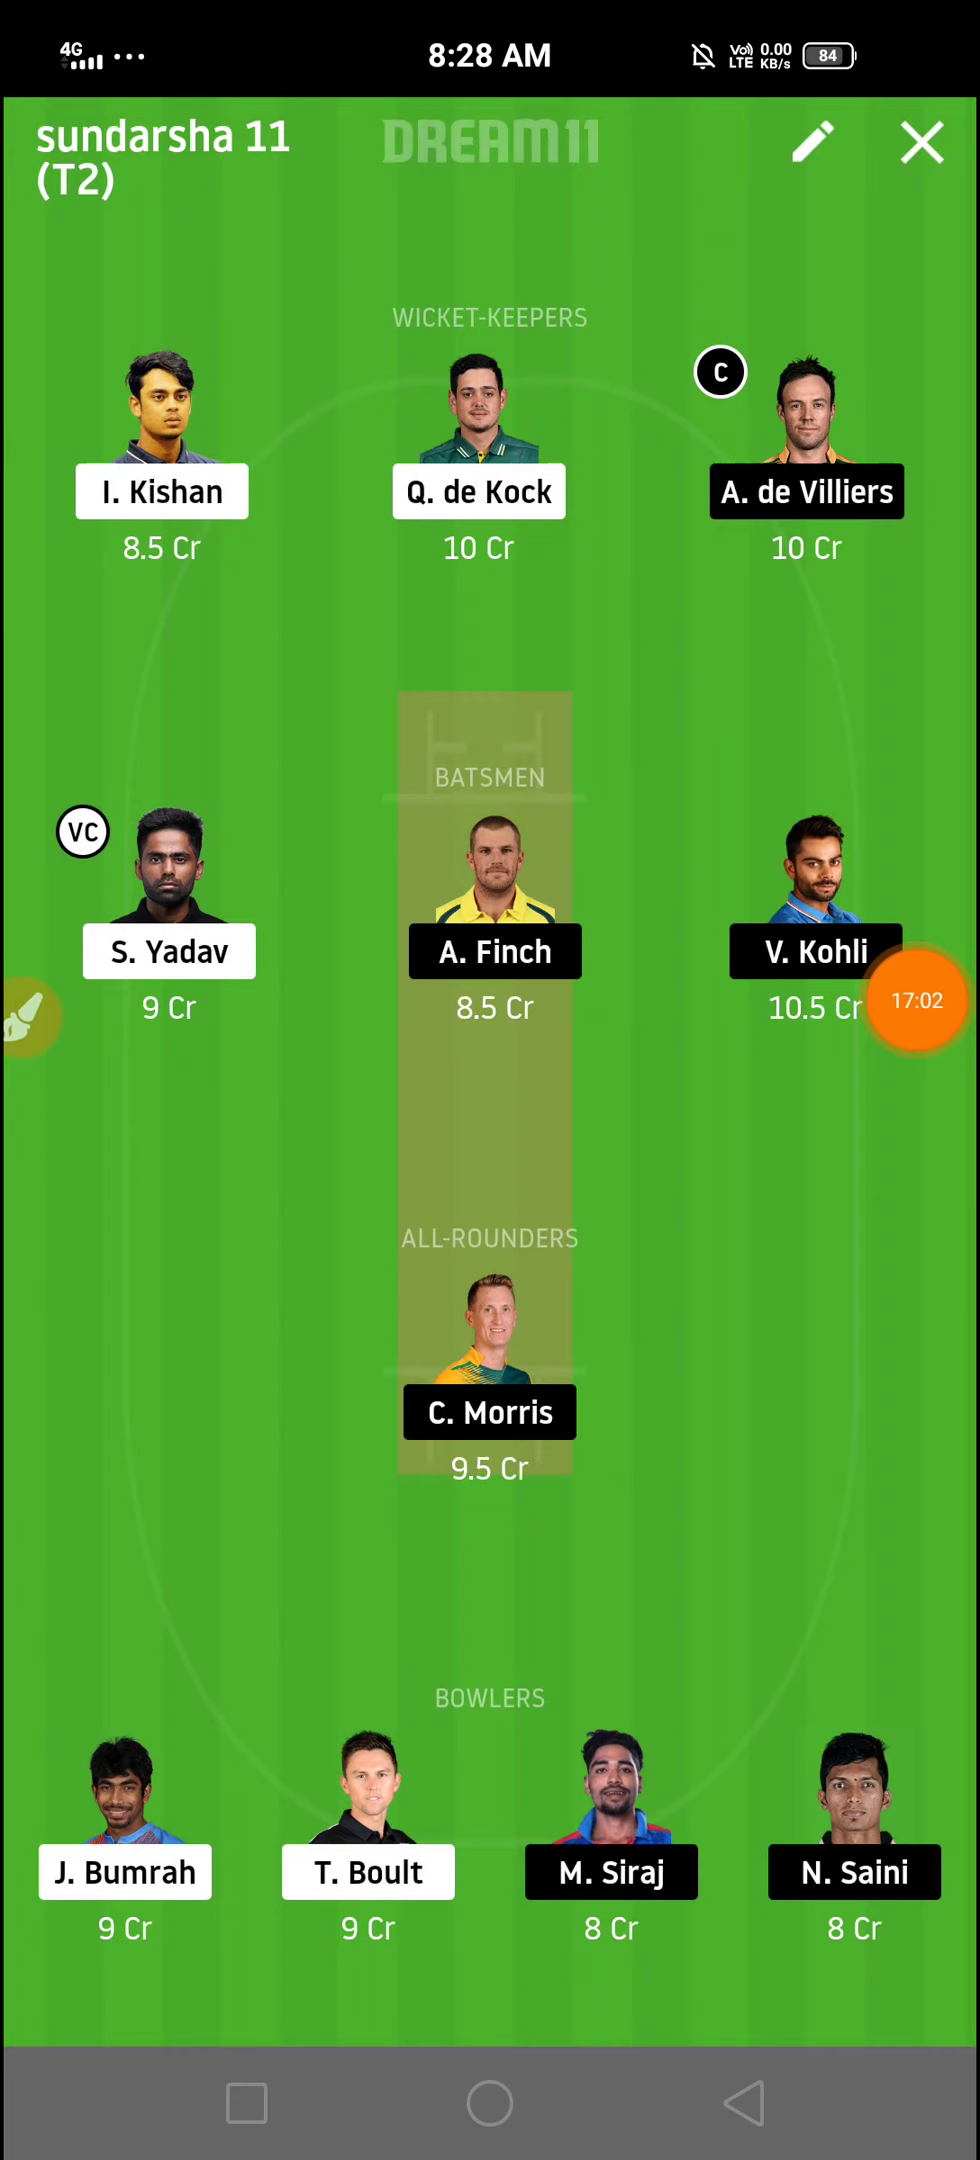 4G 8:28 AM Vo) 0.00 84
LTE KB/s
sundarsha 11 DREAM11
(T2)
WICKET-KEEPERS
C
I. Kishan Q. de Kock A. de Villiers
8.5 Cr 10 Cr 10 Cr
BATSMEN
VC
S. Yadav A. Finch V. Kohli
9 Cr 8.5 Cr 10.5 Cr 17:02
ALL-ROUNDERS
C. Morris
9.5 Cr
BOWLERS
J. Bumrah T. Boult M. Siraj N. Saini
9 Cr 9 Cr 8 Cr 8 Cr